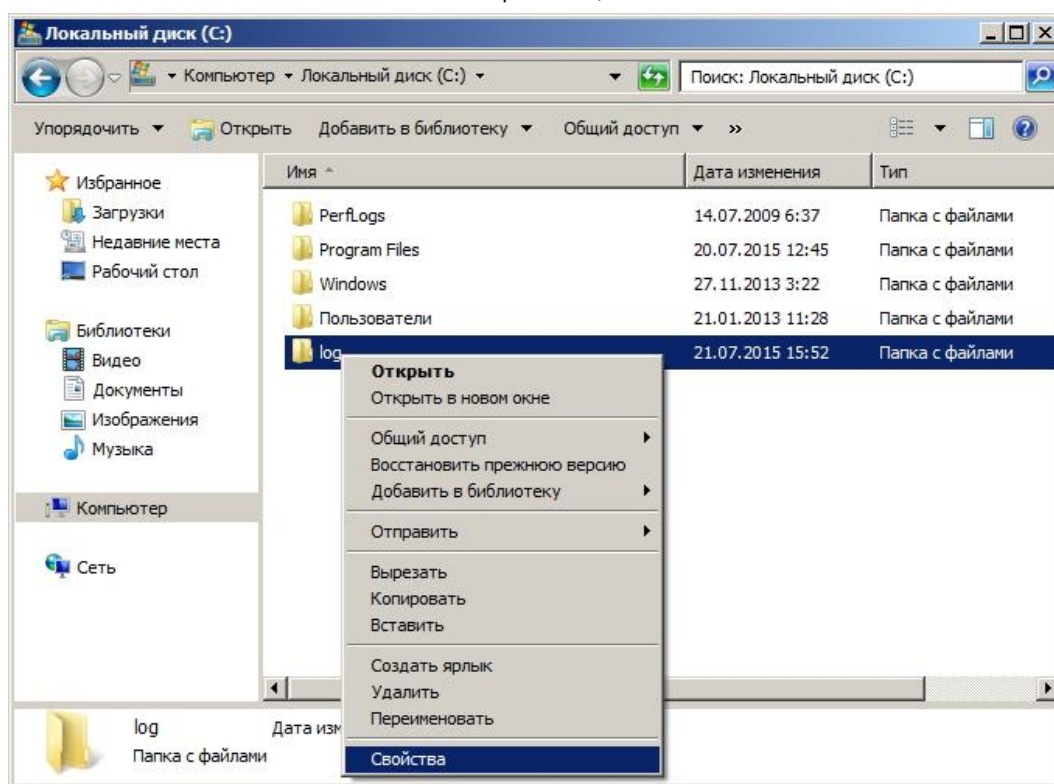 Локальный диск (C:)
Компьютер Локальный диск (C:)
Поиск: Локальный диск (C:)
Упорядочить Открыть Добавить в библиотеку Общий доступ »
Имя Дата изменения Тип
Избранное
Загрузки
Недавние места
Рабочий стол
Библиотеки
Видео
Документы
Изображения
Музыка
Компьютер
Сеть
PerfLogs 14.07.2009 6:37 Папка с файлами
Program Files 20.07.2015 12:45 Папка с файлами
Windows 27.11.2013 3:22 Папка с файлами
Пользователи 21.01.2013 11:28 Папка с файлами
log 21.07.2015 15:52 Папка с файлами
Открыть
Открыть в новом окне
Общий доступ
Восстановить прежнюю версию
Добавить в библиотеку
Отправить
Вырезать
Копировать
Вставить
Создать ярлык
Удалить
Переименовать
Свойства
log Дата изм
Папка с файлами